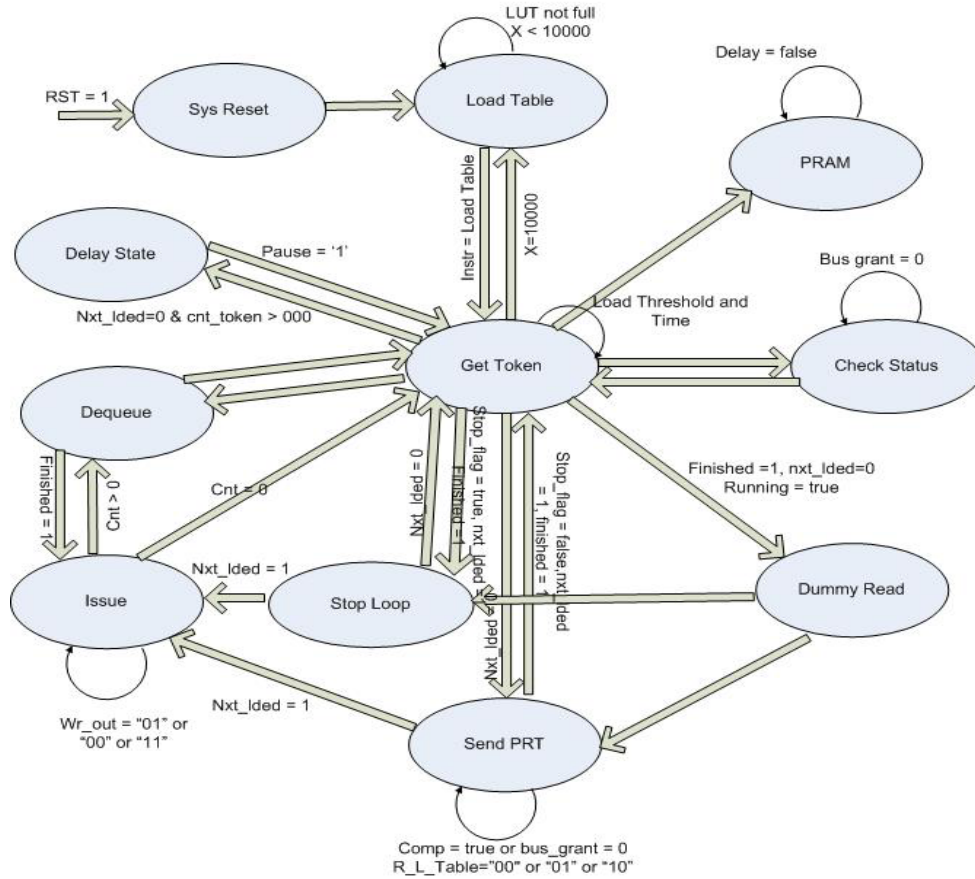 LUT not full
X < 10000
Delay = false
RST = 1
Sys Reset
Load Table
PRAM
Instr = Load Table
X=10000
Delay State
Pause = ‘1’
Bus grant = 0
Nxt_lded=0 & cnt_token > 000
Load Threshold and
Time
Get Token
Check Status
Dequeue
Finished = 1
Cnt < 0
Cnt = 0
Nxt_lded = 0
Finished =1
Stop_flag = true, nxt_lded = 0
Nxt_lded = 0
Stop_flag = false,nxt_lded
= 1, finished = 1
Finished =1, nxt_lded=0
Running = true
Nxt_lded = 1
Issue
Stop Loop
Dummy Read
Nxt_lded = 1
Wr_out = “01” or
“00” or “11”
Send PRT
Comp = true or bus_grant = 0
R_L_Table=”00" or “01” or “10”